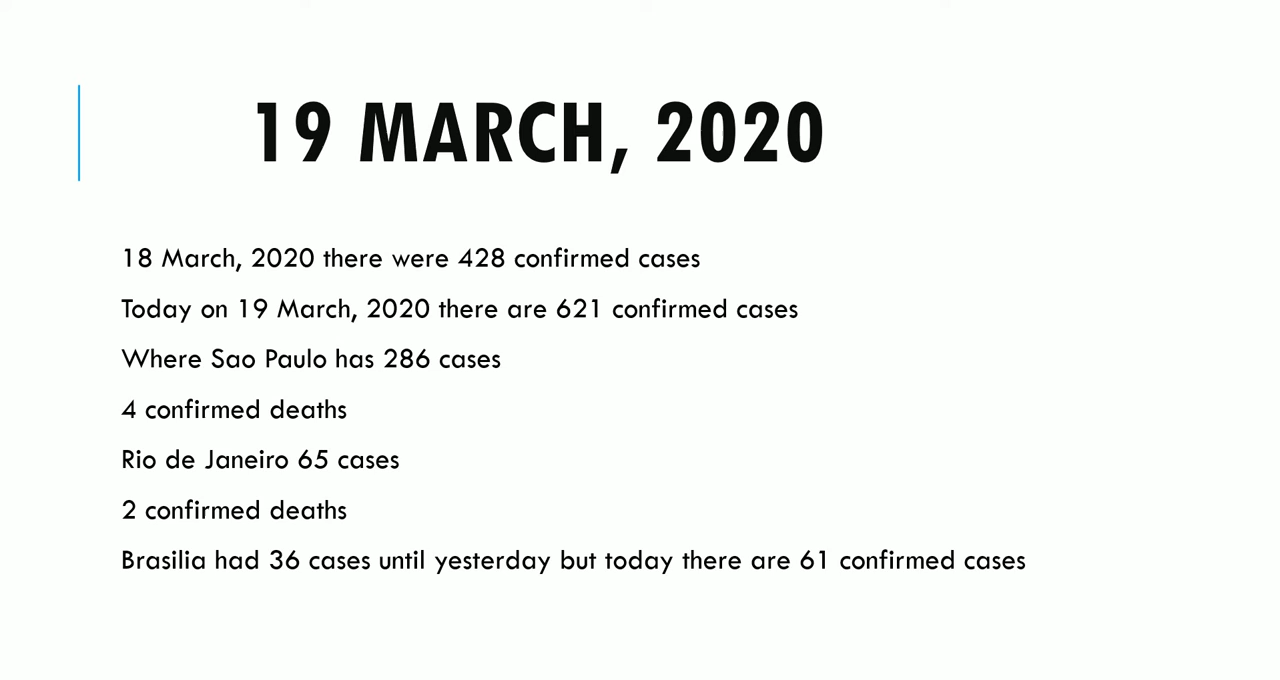 19 MARCH, 2020
18 March, 2020 there were 428 confirmed cases
Today on 19 March, 2020 there are 621 confirmed cases
Where Sao Paulo has 286 cases
4 confirmed deaths
Rio de Janeiro 65 cases
2 confirmed deaths
Brasilia had 36 cases until yesterday but today there are 61 confirmed cases